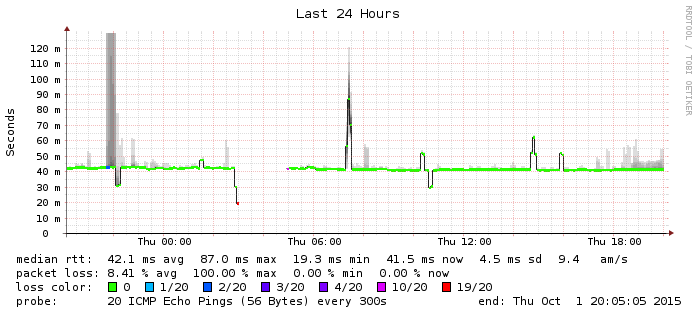 Last 24 Hours
RRDTOOL / TOBI OETIKER
Seconds
120 m
110 m
100 m
90 m
80 m
70 m
60 m
50 m
40 m
30 m
20 m
10 m
0
Thu 00:00 Thu 06:00 Thu 12:00 Thu 18:00
median rtt: 42.1 ms avg 87.0 ms max 19.3 ms min 41.5 ms now 4.5 ms sd 9.4 am/s
packet loss: 8.41 % avg 100.00 % max 0.00 % min 0.00 % now
loss color: 0 1/20 2/20 3/20 4/20 10/20 19/20
probe: 20 ICMP Echo Pings (56 Bytes) every 300s end: Thu Oct 1 20:05:05 2015